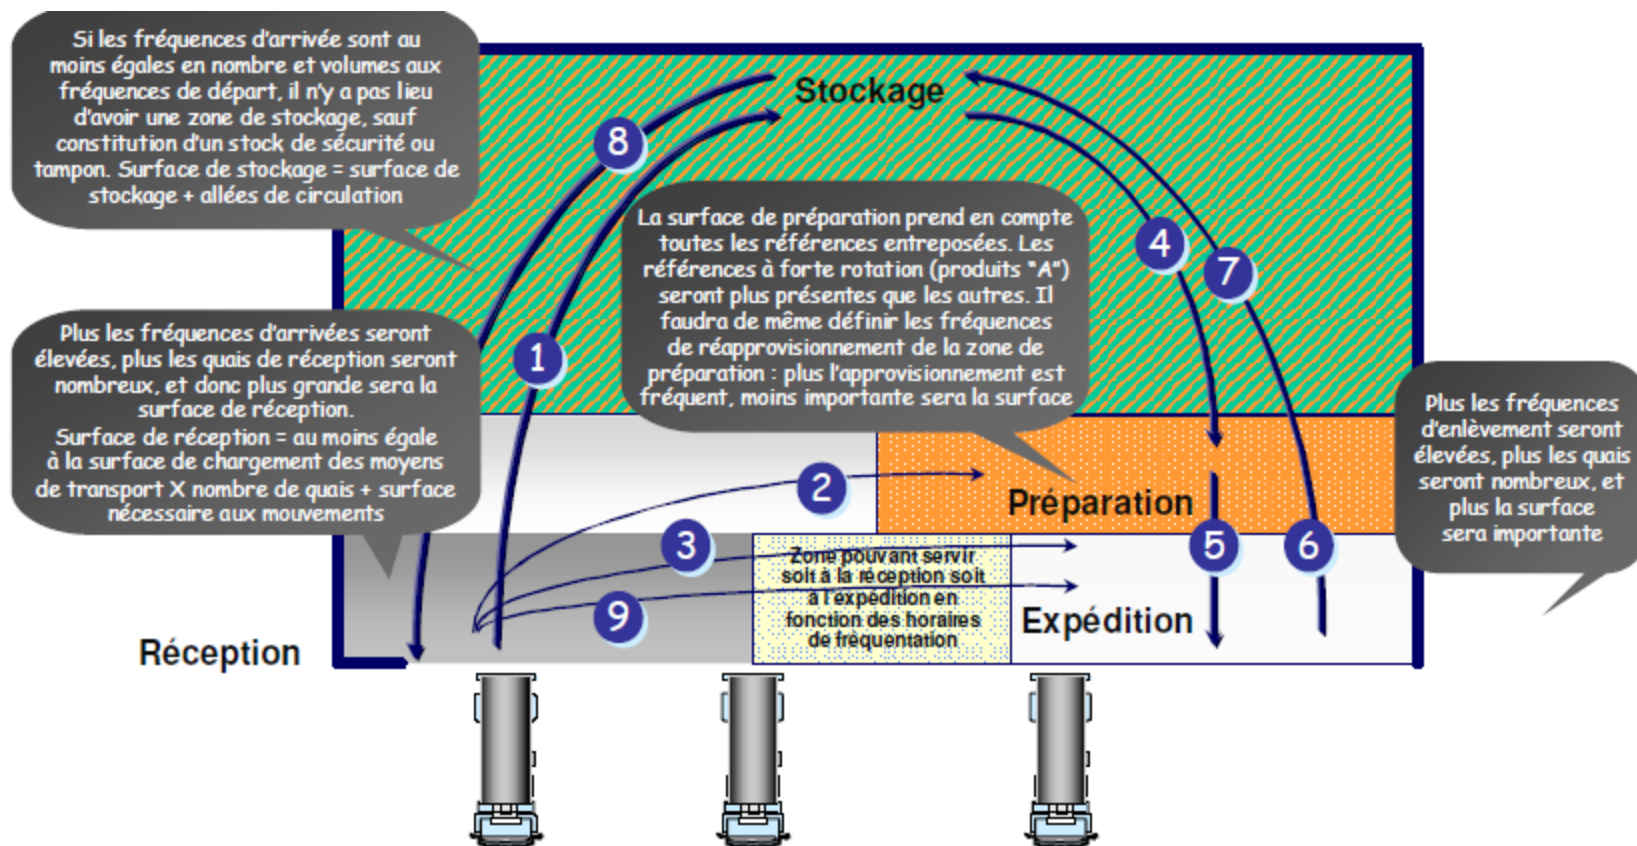 Si les fréquences d'arrivée sont au
moins égales en nombre et volumes aux
fréquences de départ, il n'y a pas lieu
d'avoir une zone de stockage, sauf
constitution d'un stock de sécurité ou
tampon. Surface de stockage = surface de
stockage + allées de circulation
Stockage
8
La surface de préparation prend en compte
toutes les références entreposées. Les
références à forte rotation (produits "A")
seront plus présentes que les autres. Il
faudra de même définir les fréquences
de réapprovisionnement de la zone de
préparation : plus l'approvisionnement est
fréquent, moins importante sera la surface
4
7
Plus les fréquences d'arrivées seront
élevées, plus les quais de réception seront
nombreux, et donc plus grande sera la
surface de réception.
Surface de réception = au moins égale
à la surface de chargement des moyens
de transport X nombre de quais + surface
nécessaire aux mouvements
1
Plus les fréquences
d'enlèvement seront
élevées, plus les quais
seront nombreux, et
plus la surface
sera importante
2
Préparation
3
5
6
Zone pouvant servir
soit à la réception soit
à l'expédition en
fonction des horaires
de fréquentation
9
Expédition
Réception